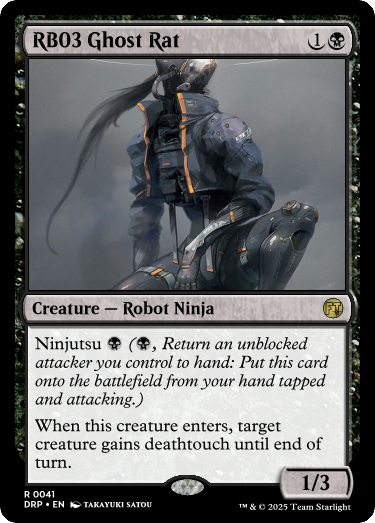 RB03 Ghost Rat 1
Creature — Robot Ninja
FT
Ninjutsu (, Return an unblocked
attacker you control to hand: Put this card
onto the battlefield from your hand tapped
and attacking.)
When this creature enters, target
creature gains deathtouch until end of
turn.
1/3
R 0041
DRP • EN TAKAYUKI SATOU
™ & © 2025 Team Starlight